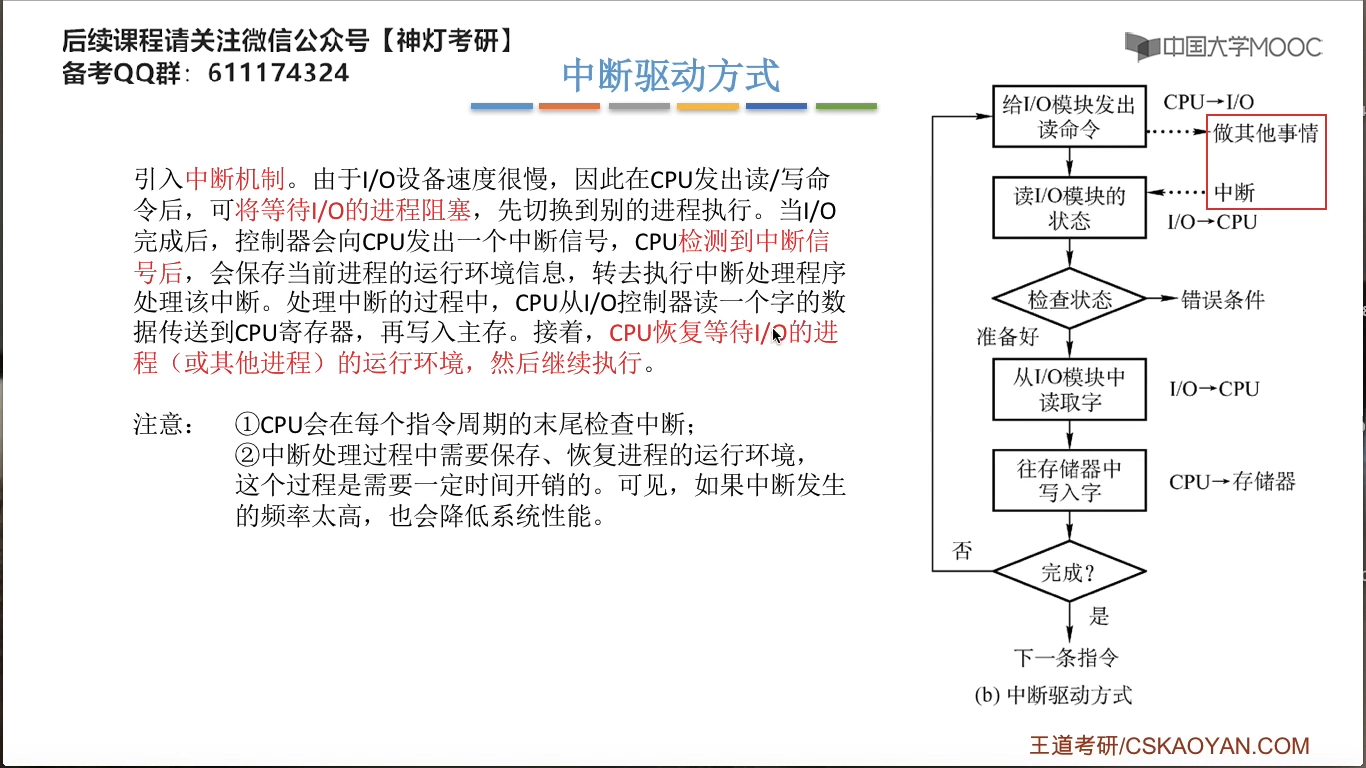 后续课程请关注微信公众号【神灯考研】
备考QQ群：611174324
中国大学MOOC
中断驱动方式
引入中断机制。由于I/O设备速度很慢，因此在CPU发出读/写命
令后，可将等待I/O的进程阻塞，先切换到别的进程执行。当I/O
完成后，控制器会向CPU发出一个中断信号，CPU检测到中断信
号后，会保存当前进程的运行环境信息，转去执行中断处理程序
处理该中断。处理中断的过程中，CPU从I/O控制器读一个字的数
据传送到CPU寄存器，再写入主存。接着，CPU恢复等待I/O的进
程（或其他进程）的运行环境，然后继续执行。
注意： ①CPU会在每个指令周期的末尾检查中断；
②中断处理过程中需要保存、恢复进程的运行环境，
这个过程是需要一定时间开销的。可见，如果中断发生
的频率太高，也会降低系统性能。
给I/O模块发出
读命令
CPU→I/O
做其他事情
读I/O模块的
状态
中断
I/O→CPU
检查状态
错误条件
准备好
从I/O模块中
读取字
I/O→CPU
往存储器中
写入字
CPU→存储器
否
完成?
是
下一条指令
(b) 中断驱动方式
王道考研/CSKAOYAN.COM